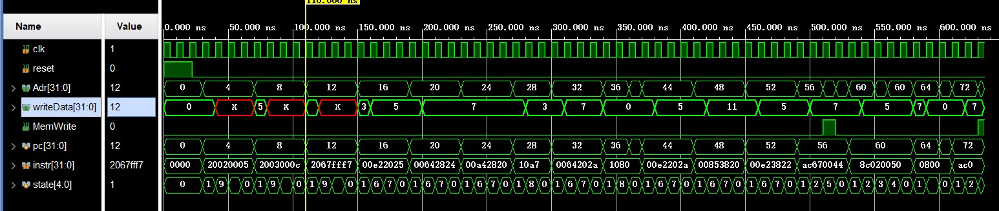 110.000 ns
Name Value 0.000 ns 50.000 ns 100.000 ns 150.000 ns 200.000 ns 250.000 ns 300.000 ns 350.000 ns 400.000 ns 450.000 ns 500.000 ns 550.000 ns 600.000 ns
clk 1
reset 0
Adr[31:0] 12 0 4 8 12 16 20 24 28 32 36 44 48 52 56 60 60 64 72
writeData[31:0] 12 0 X 5 X X 3 5 7 3 7 0 5 11 5 7 5 7 0 7
MemWrite 0
pc[31:0] 12 0 4 8 12 16 20 24 28 32 36 44 48 52 56 60 64 72
instr[31:0] 2067fff7 0000 20020005 2003000c 2067fff7 00e22025 00642824 00a42820 10a7 0064202a 1080 00e2202a 00853820 00e23822 ac670044 8c020050 0800 ac0
state[4:0] 1 0 1 9 0 1 9 0 1 9 0 1 6 7 0 1 6 7 0 1 6 7 0 1 8 0 1 6 7 0 1 8 0 1 6 7 0 1 6 7 0 1 6 7 0 1 2 5 0 1 2 3 4 0 1 0 1 2